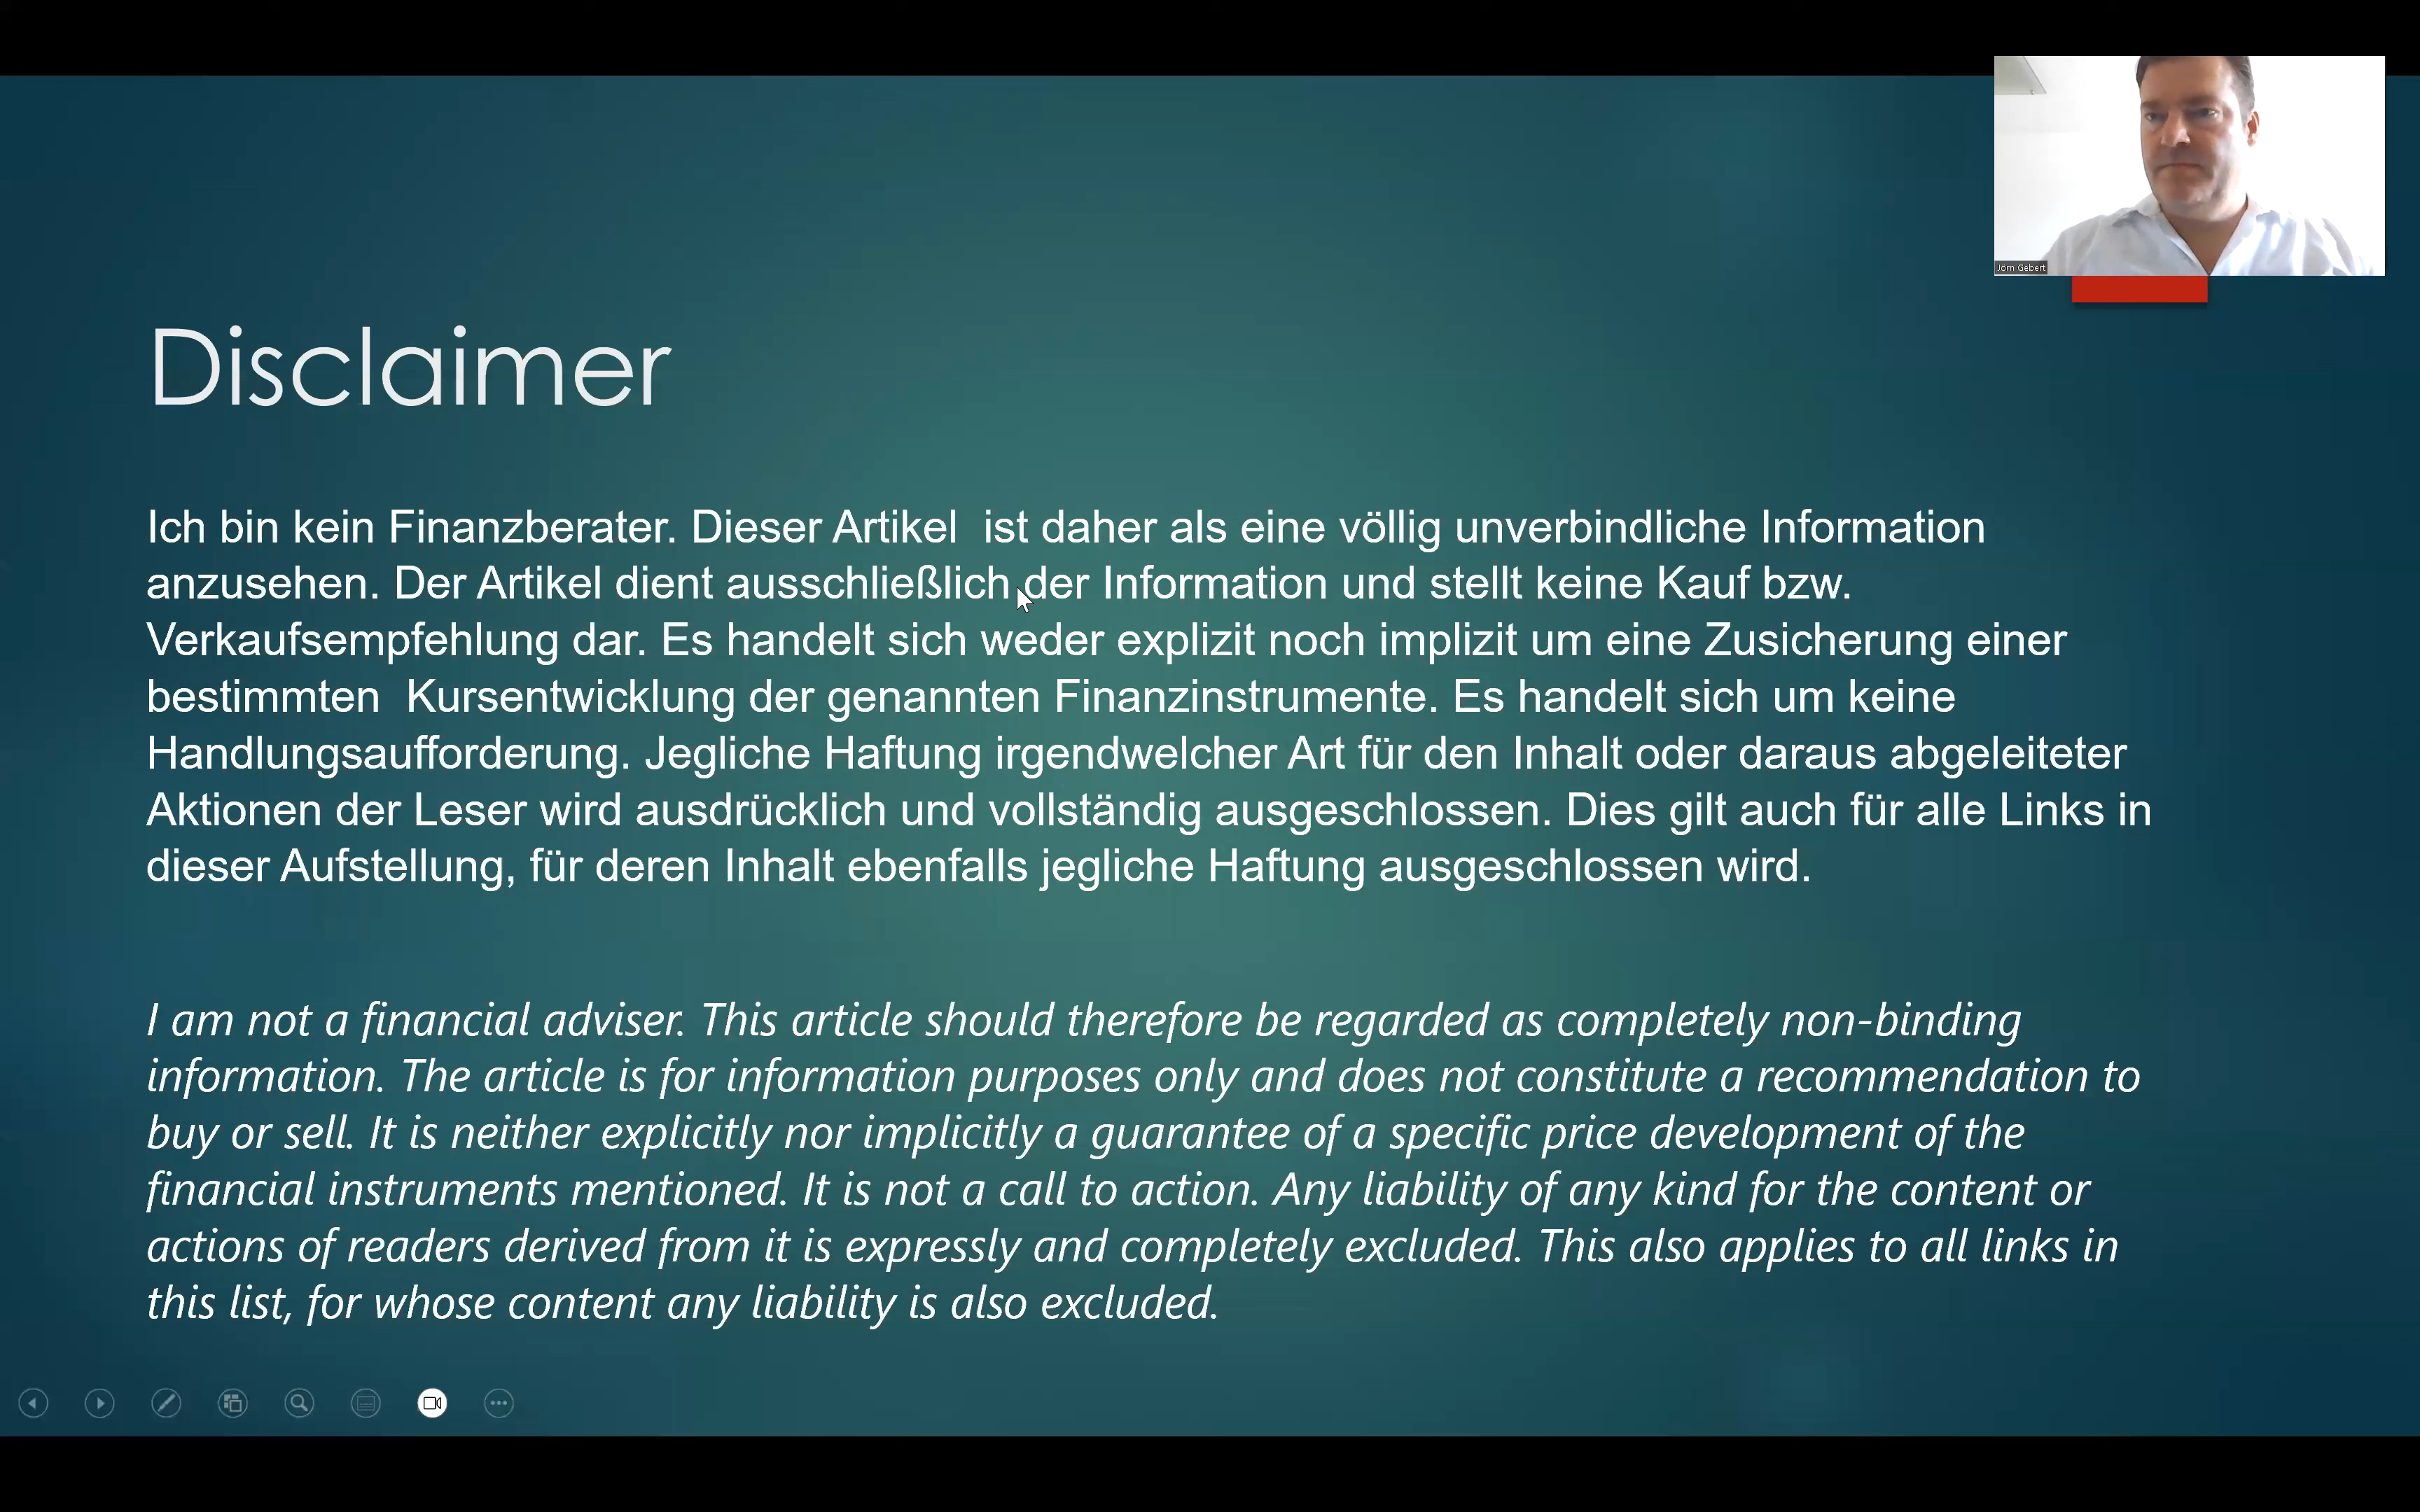 Jörn Gebert
Disclaimer
Ich bin kein Finanzberater. Dieser Artikel  ist daher als eine völlig unverbindliche Information
anzusehen. Der Artikel dient ausschließlich der Information und stellt keine Kauf bzw.
Verkaufsempfehlung dar. Es handelt sich weder explizit noch implizit um eine Zusicherung einer
bestimmten  Kursentwicklung der genannten Finanzinstrumente. Es handelt sich um keine
Handlungsaufforderung. Jegliche Haftung irgendwelcher Art für den Inhalt oder daraus abgeleiteter
Aktionen der Leser wird ausdrücklich und vollständig ausgeschlossen. Dies gilt auch für alle Links in
dieser Aufstellung, für deren Inhalt ebenfalls jegliche Haftung ausgeschlossen wird.
I am not a financial adviser. This article should therefore be regarded as completely non-binding
information. The article is for information purposes only and does not constitute a recommendation to
buy or sell. It is neither explicitly nor implicitly a guarantee of a specific price development of the
financial instruments mentioned. It is not a call to action. Any liability of any kind for the content or
actions of readers derived from it is expressly and completely excluded. This also applies to all links in
this list, for whose content any liability is also excluded.